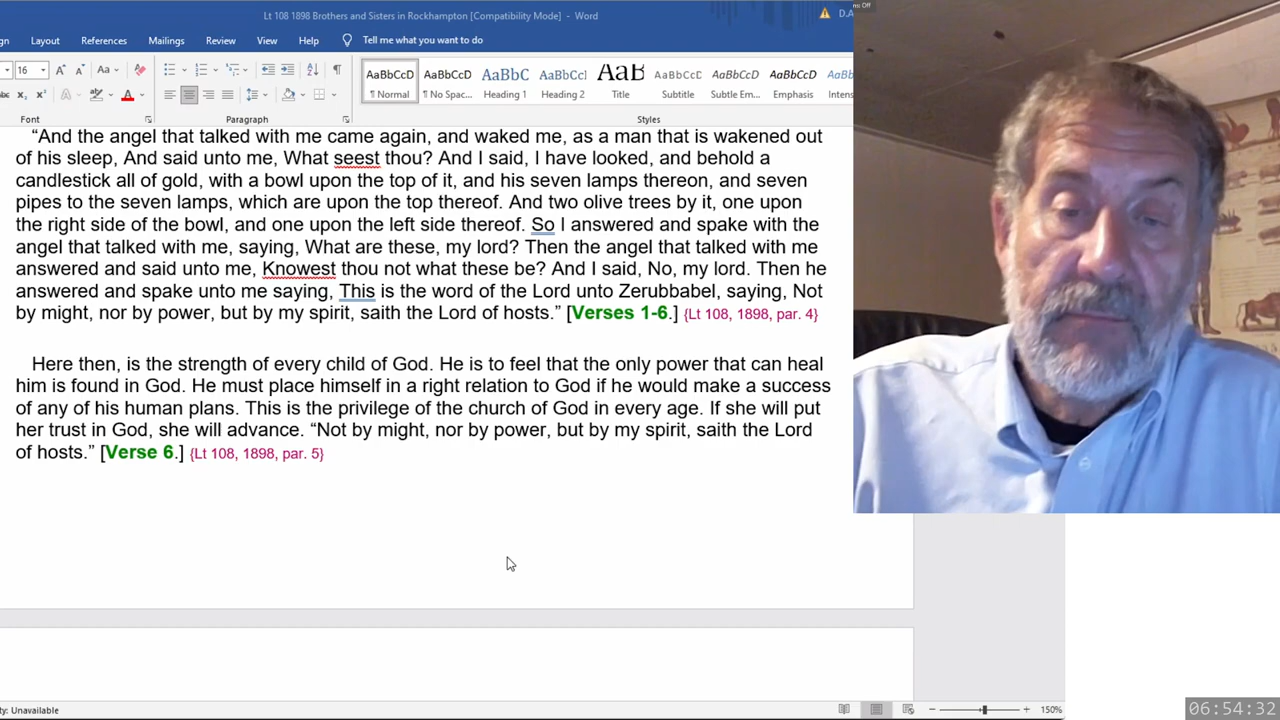 Lt 108 1898 Brothers and Sisters in Rockhampton [Compatibility Mode] - Word
D.A
no Off
gn Layout References Mailings Review View Help Tell me what you want to do
16 Aa
AaBbCcD AaBbCcD AaBbC AaBbCcI AaB AaBbCcD AaBbCcD AaBbCcD AaBb
¶ Normal ¶ No Spac... Heading 1 Heading 2 Title Subtitle Subtle Em... Emphasis Intens
Font Paragraph Styles
“And the angel that talked with me came again, and waked me, as a man that is wakened out
of his sleep, And said unto me, What seest thou? And I said, I have looked, and behold a
candlestick all of gold, with a bowl upon the top of it, and his seven lamps thereon, and seven
pipes to the seven lamps, which are upon the top thereof. And two olive trees by it, one upon
the right side of the bowl, and one upon the left side thereof. So I answered and spake with the
angel that talked with me, saying, What are these, my lord? Then the angel that talked with me
answered and said unto me, Knowest thou not what these be? And I said, No, my lord. Then he
answered and spake unto me saying, This is the word of the Lord unto Zerubbabel, saying, Not
by might, nor by power, but by my spirit, saith the Lord of hosts.” [Verses 1-6.] {Lt 108, 1898, par. 4}
Here then, is the strength of every child of God. He is to feel that the only power that can heal
him is found in God. He must place himself in a right relation to God if he would make a success
of any of his human plans. This is the privilege of the church of God in every age. If she will put
her trust in God, she will advance. “Not by might, nor by power, but by my spirit, saith the Lord
of hosts.” [Verse 6.] {Lt 108, 1898, par. 5}
ty: Unavailable
150%
06:54:32